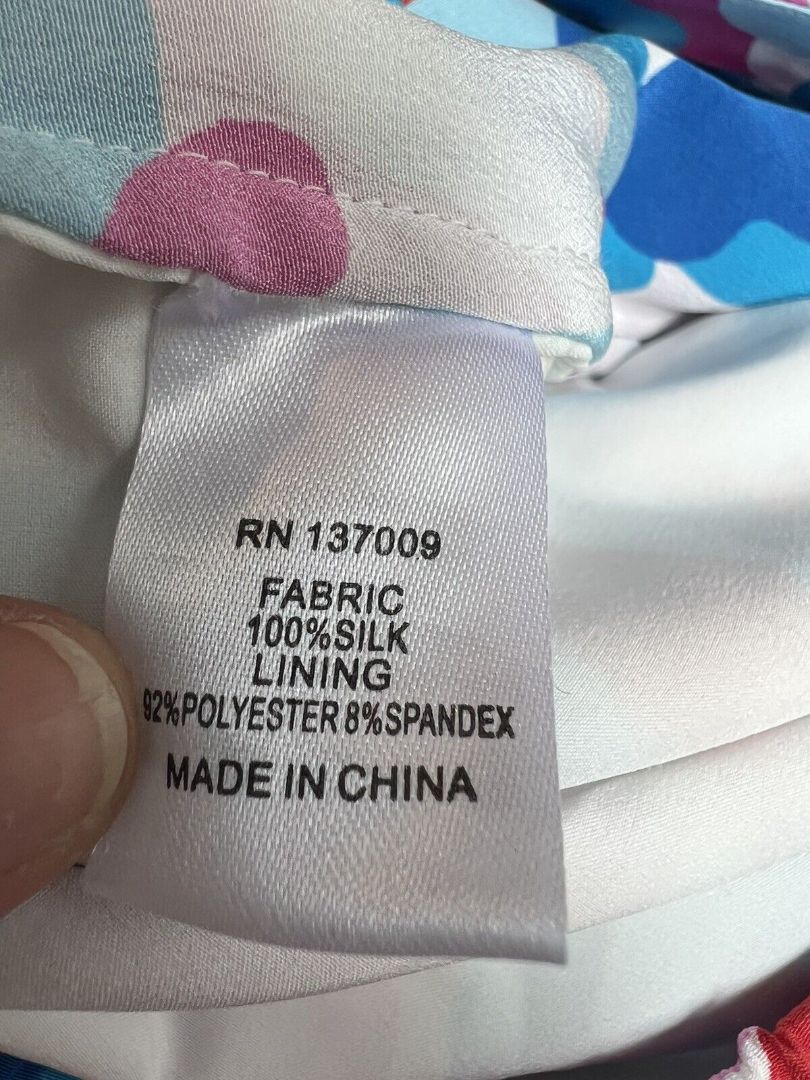 RN 137009
FABRIC
100%SILK
LINING
92%POLYESTER 8%SPANDEX
MADE IN CHINA